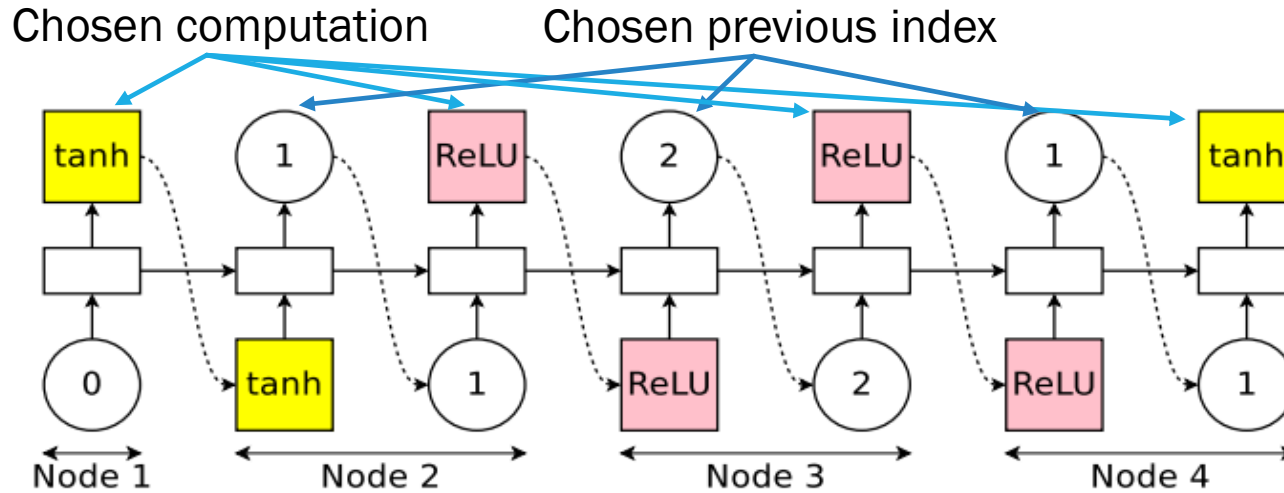 Chosen computation Chosen previous index
tanh 1 ReLU 2 ReLU 1 tanh
0 tanh 1 ReLU 2 ReLU 1
Node 1 Node 2 Node 3 Node 4